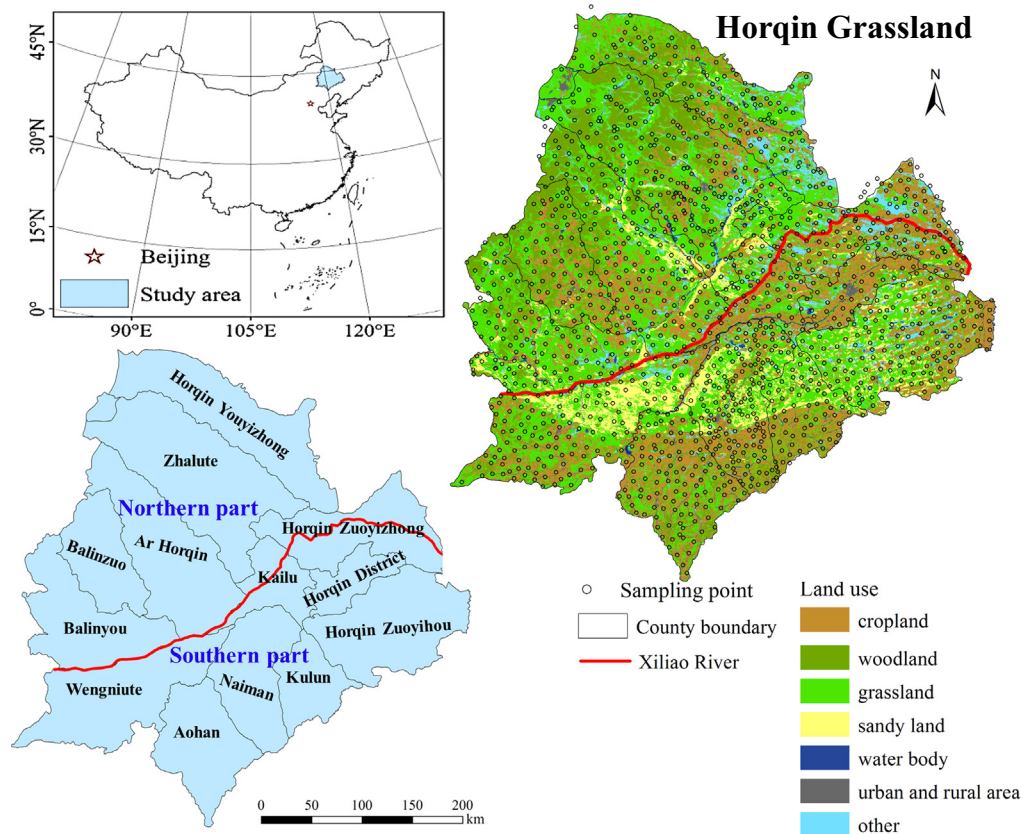 Horqin Grassland
N
45°N
30°N
15°N
0°
90°E
105°E
120°E
Beijing
Study area
Horqin Youyizhong
Zhalute
Northern part
Horqin Zuoyizhong
Ar Horqin
Balinzuo
Kailu
Horqin District
Balinyou
Horqin Zuoyihou
Southern part
Wengniute
Naiman
Kulun
Aohan
0 50 100 150 200
km
Sampling point
County boundary
Xiliao River
Land use
cropland
woodland
grassland
sandy land
water body
urban and rural area
other